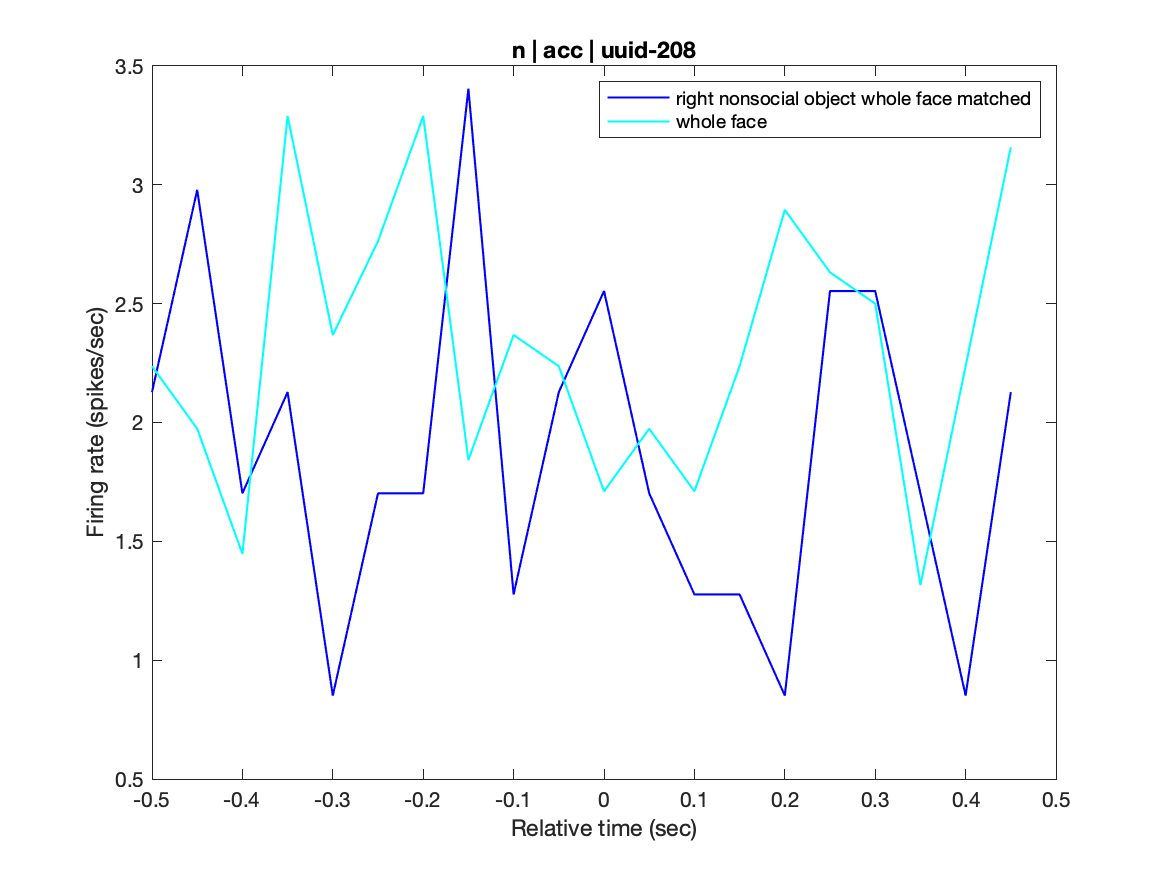 n | acc | uuid-208
3.5
3
2.5
2
1.5
1
0.5
Firing rate (spikes/sec)
right nonsocial object whole face matched
whole face
-0.5 -0.4 -0.3 -0.2 -0.1 0 0.1 0.2 0.3 0.4 0.5
Relative time (sec)